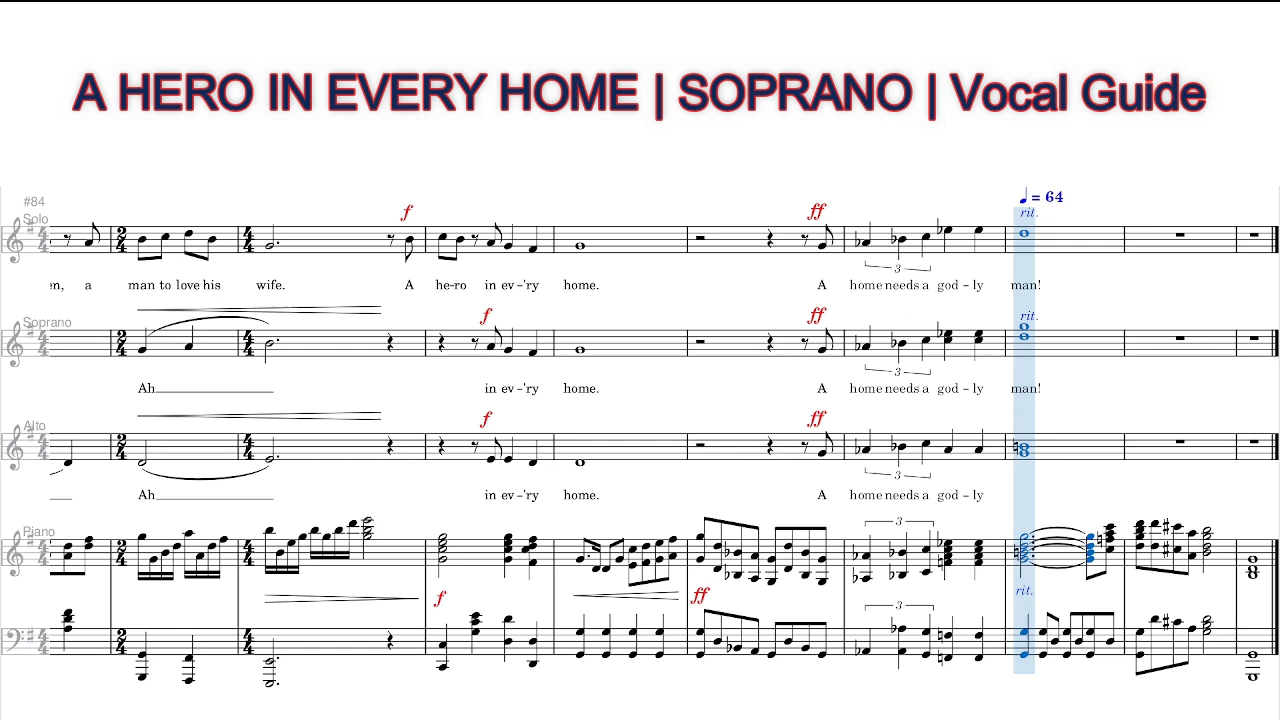 A HERO IN EVERY HOME | SOPRANO | Vocal Guide
#84
♩ = 64
Solo
f
ff
rit.
3
en, a man to love his wife. A he-ro in ev-'ry home. A home needs a god-ly man!
Soprano
f
ff
rit.
3
Ah in ev-'ry home. A home needs a god-ly man!
Alto
f
ff
3
Ah in ev-'ry home. A home needs a god-ly
Piano
3
f
ff
rit.
3